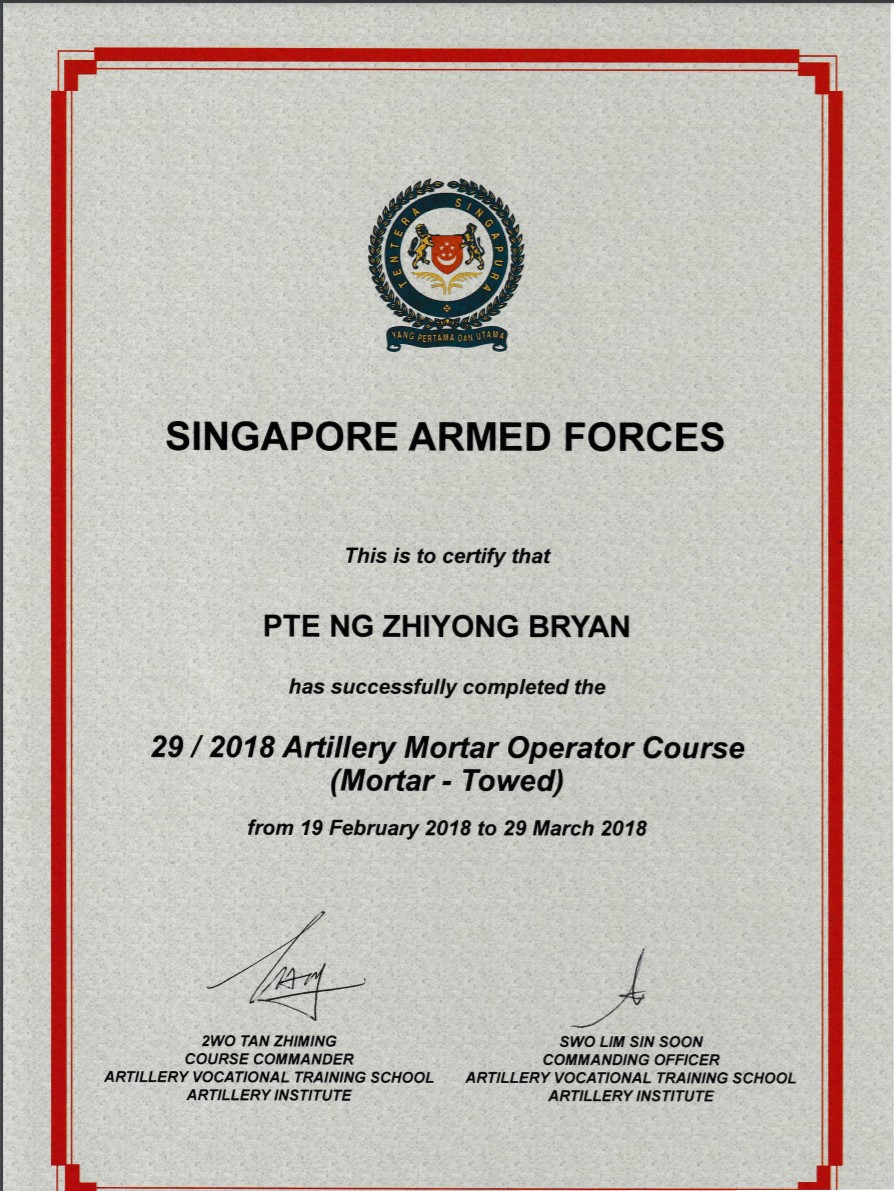 TENTERA SINGAPURA
YANG PERTAMA DAN UTAMA
SINGAPORE ARMED FORCES
This is to certify that
PTE NG ZHIYONG BRYAN
has successfully completed the
29 / 2018 Artillery Mortar Operator Course
(Mortar - Towed)
from 19 February 2018 to 29 March 2018
2WO TAN ZHIMING
COURSE COMMANDER
ARTILLERY VOCATIONAL TRAINING SCHOOL
ARTILLERY INSTITUTE
SWO LIM SIN SOON
COMMANDING OFFICER
ARTILLERY VOCATIONAL TRAINING SCHOOL
ARTILLERY INSTITUTE